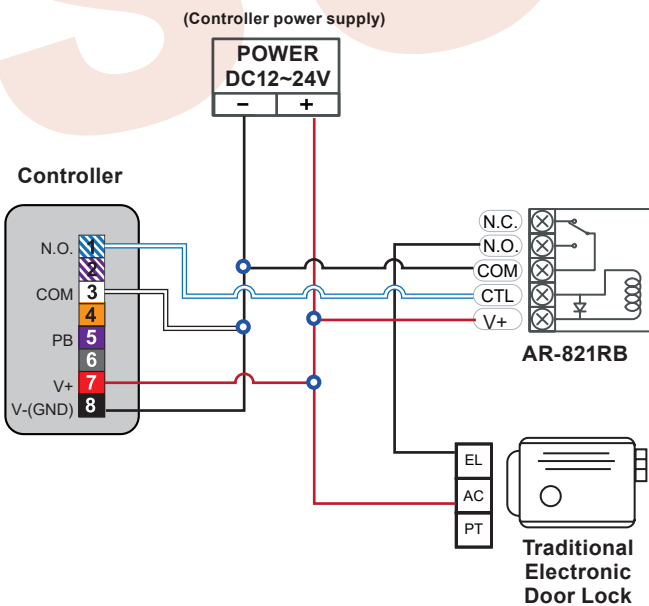 (Controller power supply)
POWER
DC12~24V
− +
Controller
N.O. 1
2
COM 3
4
PB 5
6
V+ 7
V-(GND) 8
N.C.
N.O.
COM
CTL
V+
AR-821RB
EL
AC
PT
Traditional
Electronic
Door Lock